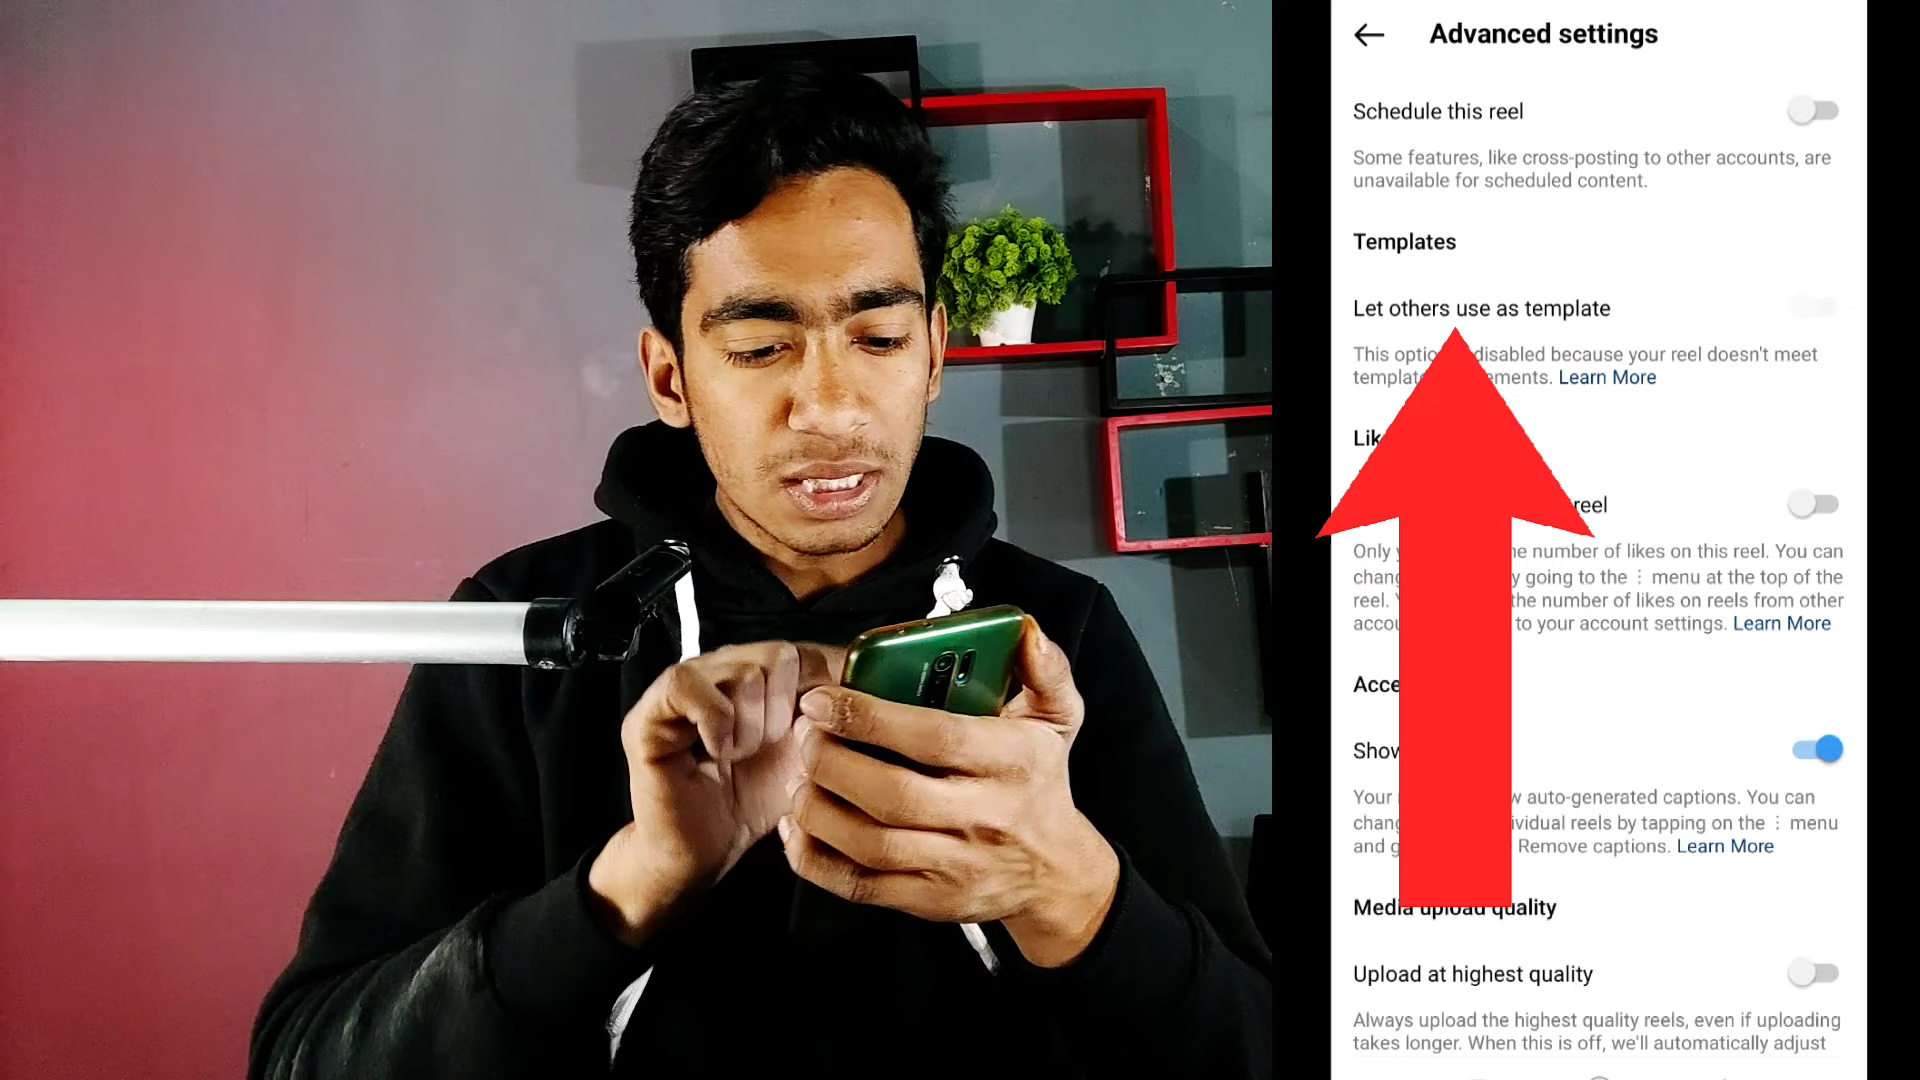 Advanced settings
Schedule this reel
Some features, like cross-posting to other accounts, are
unavailable for scheduled content.
Templates
Let others use as template
This optio disabled because your reel doesn't meet
templat ements. Learn More
Lik
reel
Only y e number of likes on this reel. You can
chang y going to the ⋮ menu at the top of the
reel. Y the number of likes on reels from other
accou to your account settings. Learn More
Acce
Show
Your w auto-generated captions. You can
chang ividual reels by tapping on the ⋮ menu
and g Remove captions. Learn More
Media upload quality
Upload at highest quality
Always upload the highest quality reels, even if uploading
takes longer. When this is off, we'll automatically adjust